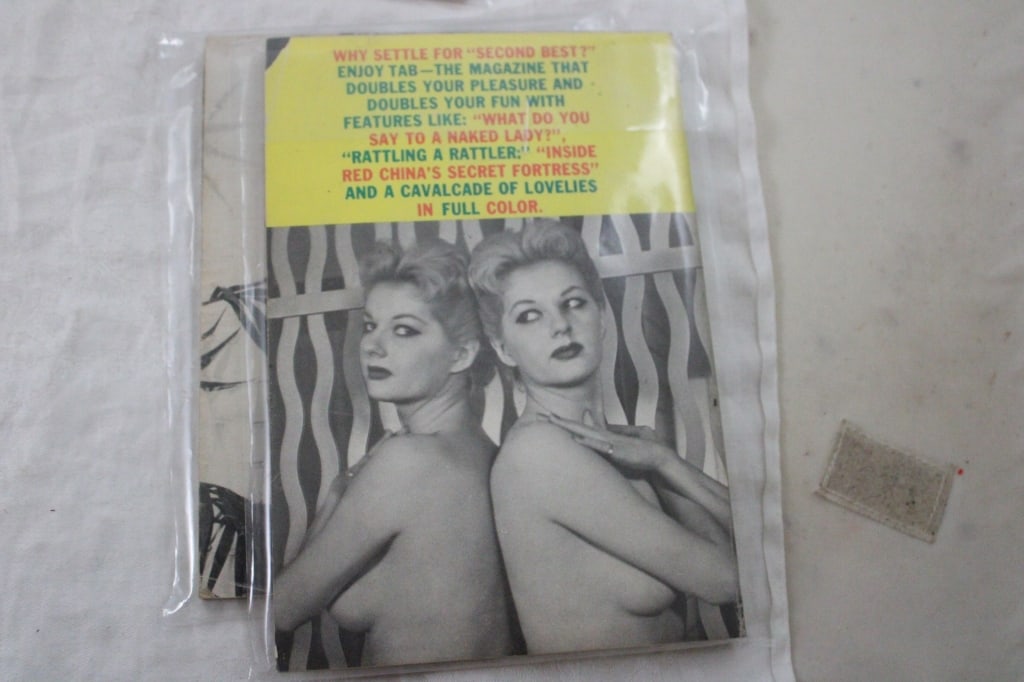 WHY SETTLE FOR "SECOND BEST?"
ENJOY TAB—THE MAGAZINE THAT
DOUBLES YOUR PLEASURE AND
DOUBLES YOUR FUN WITH
FEATURES LIKE: "WHAT DO YOU
SAY TO A NAKED LADY?",
"RATTLING A RATTLER;" "INSIDE
RED CHINA'S SECRET FORTRESS"
AND A CAVALCADE OF LOVELIES
IN FULL COLOR.